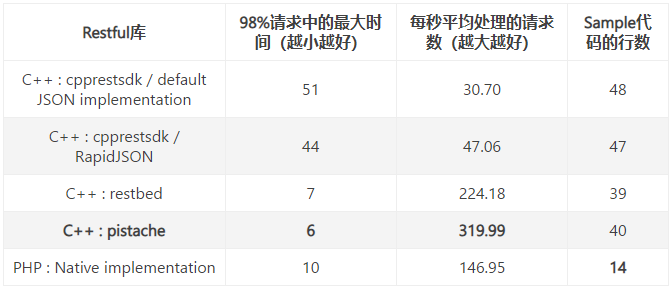 Restful库
98%请求中的最大时
间（越小越好）
每秒平均处理的请求
数（越大越好）
Sample代
码的行数
C++ : cpprestsdk / default
JSON implementation
51
30.70
48
C++ : cpprestsdk /
RapidJSON
44
47.06
47
C++ : restbed
7
224.18
39
C++ : pistache
6
319.99
40
PHP : Native implementation
10
146.95
14